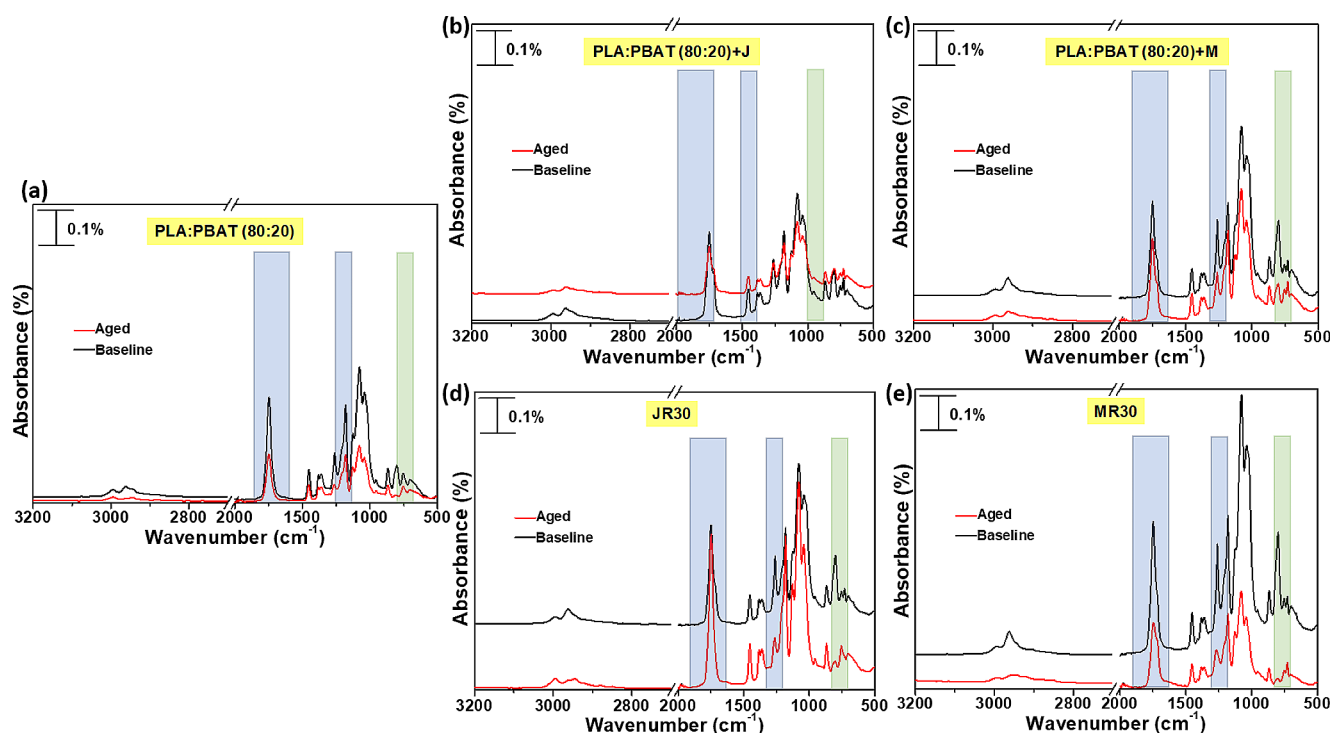 (a)
0.1%
PLA:PBAT (80:20)
Aged
Baseline
Absorbance (%)
3200 3000 2800 2000 1500 1000 500
Wavenumber (cm-1)
(b)
0.1%
PLA:PBAT (80:20)+J
Aged
Baseline
Absorbance (%)
3200 3000 2800 2000 1500 1000 500
Wavenumber (cm-1)
(c)
0.1%
PLA:PBAT (80:20)+M
Aged
Baseline
Absorbance (%)
3200 3000 2800 2000 1500 1000 500
Wavenumber (cm-1)
(d)
0.1%
JR30
Aged
Baseline
Absorbance (%)
3200 3000 2800 2000 1500 1000 500
Wavenumber (cm-1)
(e)
0.1%
MR30
Aged
Baseline
Absorbance (%)
3200 3000 2800 2000 1500 1000 500
Wavenumber (cm-1)